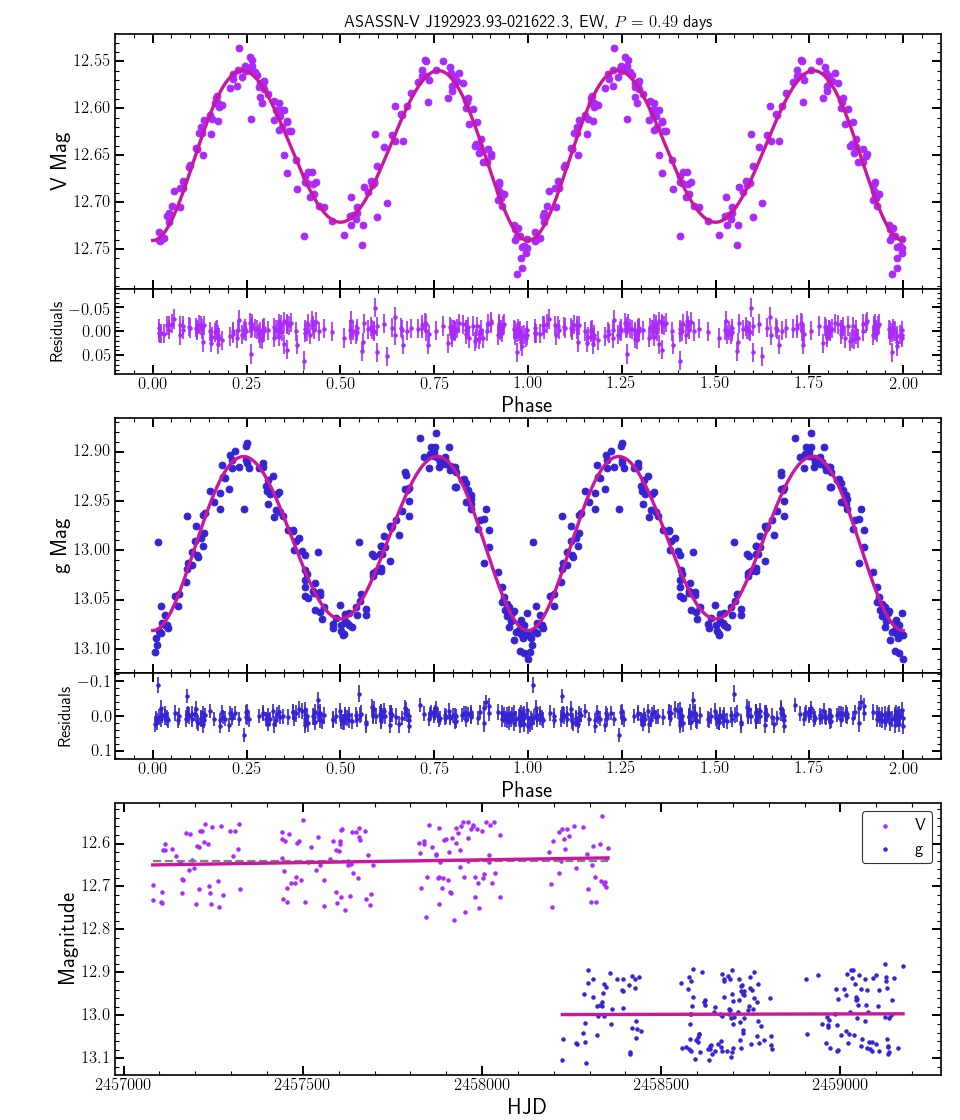 ASASSN-V J192923.93-021622.3, EW, P = 0.49 days
12.55
12.60
12.65
12.70
12.75
V Mag
−0.05
0.00
0.05
Residuals
0.00 0.25 0.50 0.75 1.00 1.25 1.50 1.75 2.00
Phase
12.90
12.95
13.00
13.05
13.10
g Mag
−0.1
0.0
0.1
Residuals
0.00 0.25 0.50 0.75 1.00 1.25 1.50 1.75 2.00
Phase
V
g
12.6
12.7
12.8
12.9
13.0
13.1
Magnitude
2457000 2457500 2458000 2458500 2459000
HJD